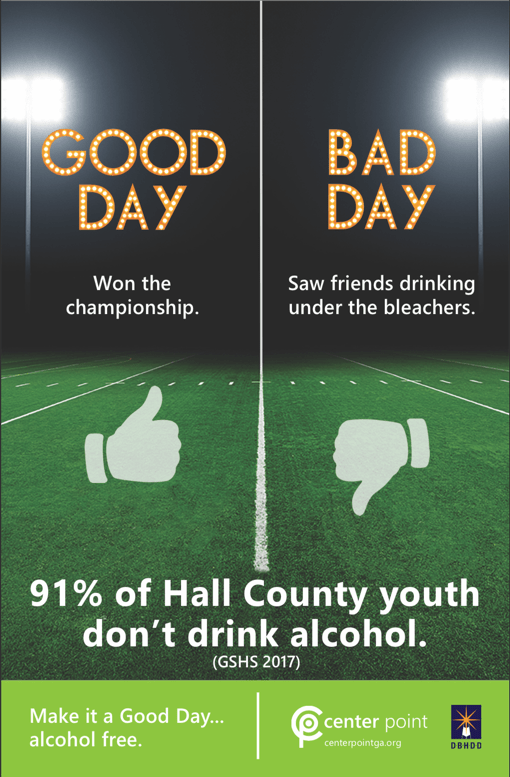 GOOD
DAY
Won the
championship.
BAD
DAY
Saw friends drinking
under the bleachers.
91% of Hall County youth
don't drink alcohol.
(GSHS 2017)
Make it a Good Day...
alcohol free.
center point
centerpointga.org
DBHDD